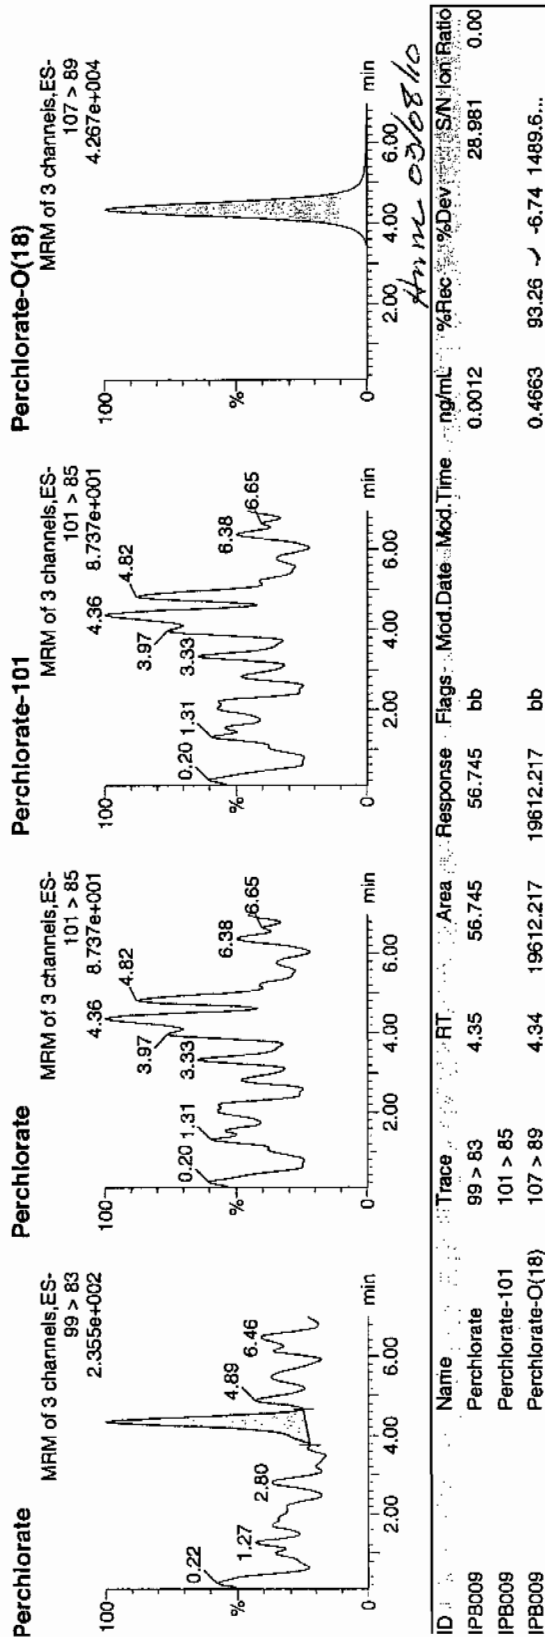 Perchlorate
MRM of 3 channels,ES-
99 > 83
2.355e+002
100
%
0
0.22
1.27
2.80
4.89
6.46
2.00
4.00
6.00
min
Perchlorate
MRM of 3 channels,ES-
101 > 85
8.737e+001
100
%
0
0.20
1.31
3.33
3.97
4.36
4.82
6.38
6.65
2.00
4.00
6.00
min
Perchlorate-101
MRM of 3 channels,ES-
101 > 85
8.737e+001
100
%
0
0.20
1.31
3.33
3.97
4.36
4.82
6.38
6.65
2.00
4.00
6.00
min
Perchlorate-O(18)
MRM of 3 channels,ES-
107 > 89
4.267e+004
100
%
0
2.00
4.00
6.00
min
03/08/10
ID Name Trace RT Area Response Flags Mod.Date Mod.Time ng/mL %Rec %Dev S/N Ion Ratio
IPB009 Perchlorate 99 > 83 4.35 56.745 56.745 bb 0.0012 28.981 0.00
IPB009 Perchlorate-101 101 > 85
IPB009 Perchlorate-O(18) 107 > 89 4.34 19612.217 19612.217 bb 0.4663 93.26 -6.74 1489.6...